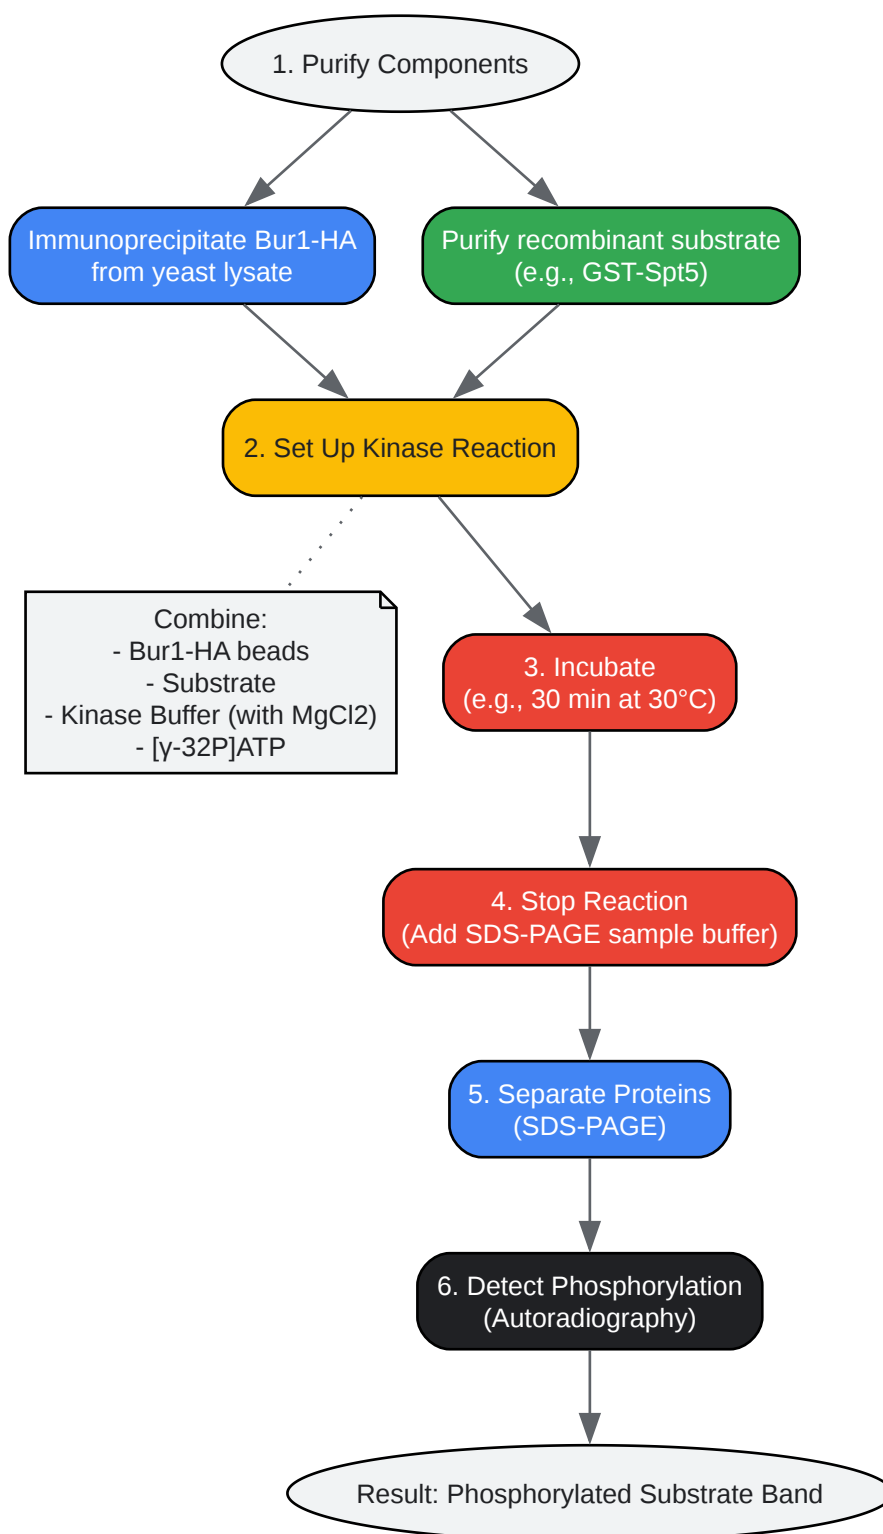 1. Purify Components
Immunoprecipitate Bur1-HA
from yeast lysate
Purify recombinant substrate
(e.g., GST-Spt5)
2. Set Up Kinase Reaction
Combine:
- Bur1-HA beads
- Substrate
- Kinase Buffer (with MgCl2)
- [γ-32P]ATP
3. Incubate
(e.g., 30 min at 30°C)
4. Stop Reaction
(Add SDS-PAGE sample buffer)
5. Separate Proteins
(SDS-PAGE)
6. Detect Phosphorylation
(Autoradiography)
Result: Phosphorylated Substrate Band